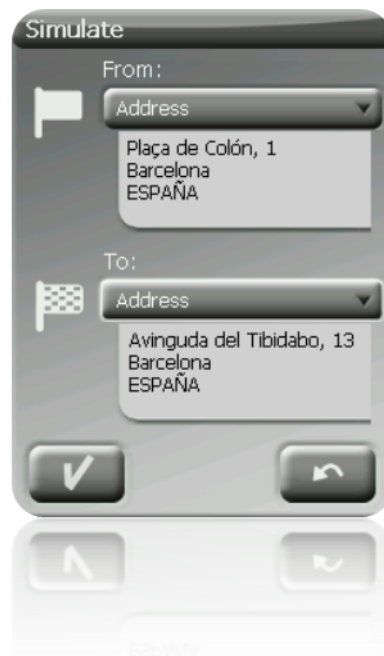 Simulate
From:
Address
Plaça de Colón, 1
Barcelona
ESPAÑA
To:
Address
Avinguda del Tibidabo, 13
Barcelona
ESPAÑA